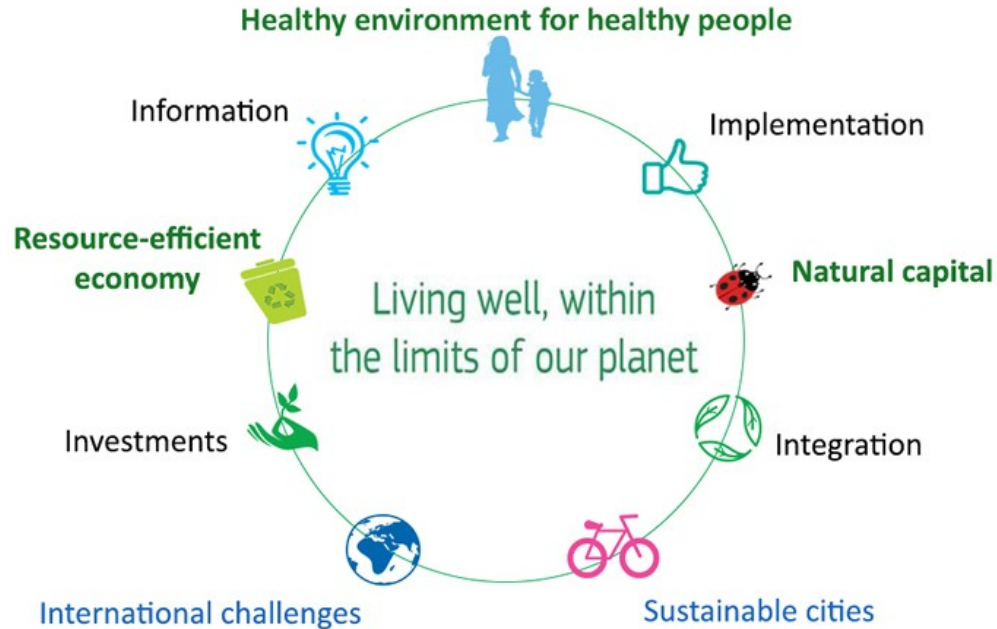 Healthy environment for healthy people
Information
Implementation
Resource-efficient
economy
Natural capital
Living well, within
the limits of our planet
Investments
Integration
International challenges
Sustainable cities